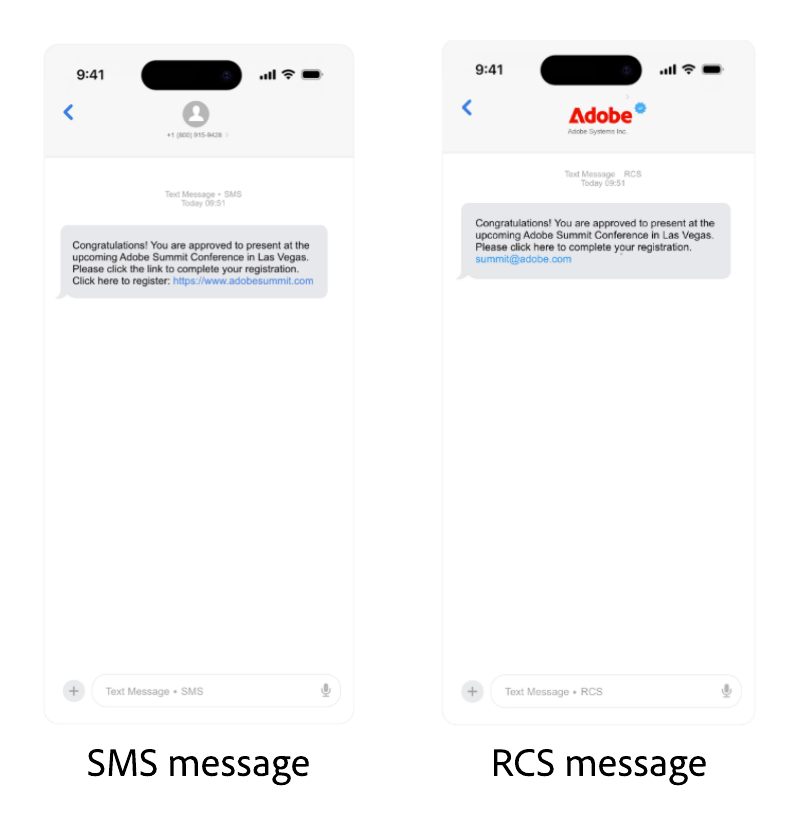 9:41
+1 (800) 915-9428
Text Message • SMS
Today 09:51
Congratulations! You are approved to present at the
upcoming Adobe Summit Conference in Las Vegas.
Please click the link to complete your registration.
Click here to register: https://www.adobesummit.com
Text Message • SMS
SMS message
9:41
Adobe
Adobe Systems Inc.
Text Message RCS
Today 09:51
Congratulations! You are approved to present at the
upcoming Adobe Summit Conference in Las Vegas.
Please click here to complete your registration.
summit@adobe.com
Text Message • RCS
RCS message